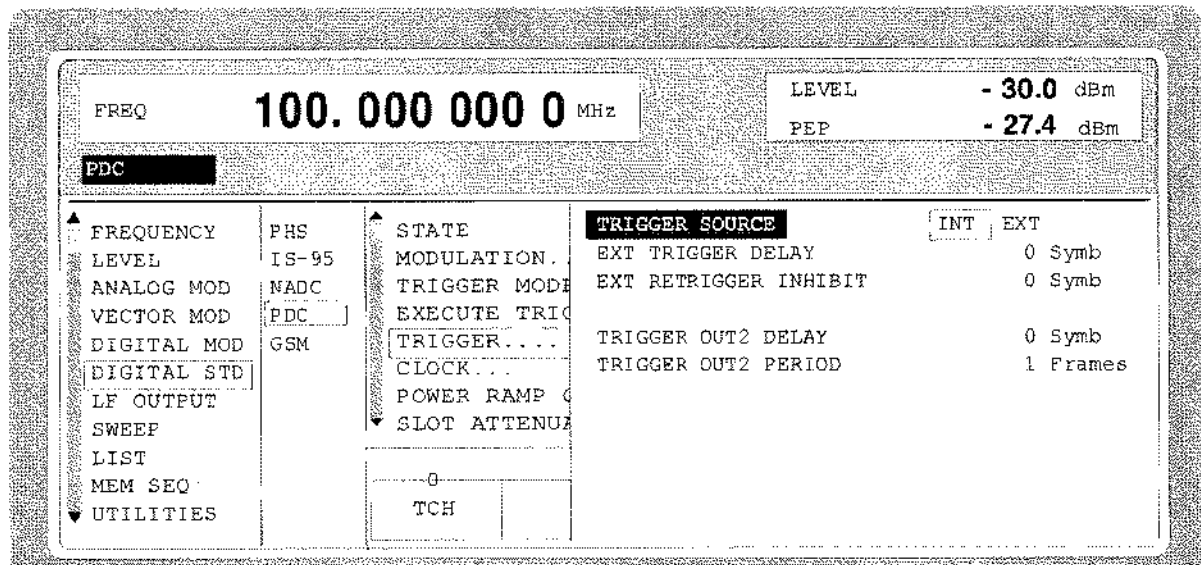 FREQ 100. 000 000 0 MHz
LEVEL - 30.0 dBm
PEP - 27.4 dBm
PDC
FREQUENCY
LEVEL
ANALOG MOD
VECTOR MOD
DIGITAL MOD
DIGITAL STD
LF OUTPUT
SWEEP
LIST
MEM SEQ
UTILITIES
PHS
IS-95
NADC
PDC
GSM
STATE
MODULATION..
TRIGGER MODE
EXECUTE TRIG
TRIGGER....
CLOCK...
POWER RAMP C
SLOT ATTENUA
0
TCH
TRIGGER SOURCE INT EXT
EXT TRIGGER DELAY 0 Symb
EXT RETRIGGER INHIBIT 0 Symb
TRIGGER OUT2 DELAY 0 Symb
TRIGGER OUT2 PERIOD 1 Frames